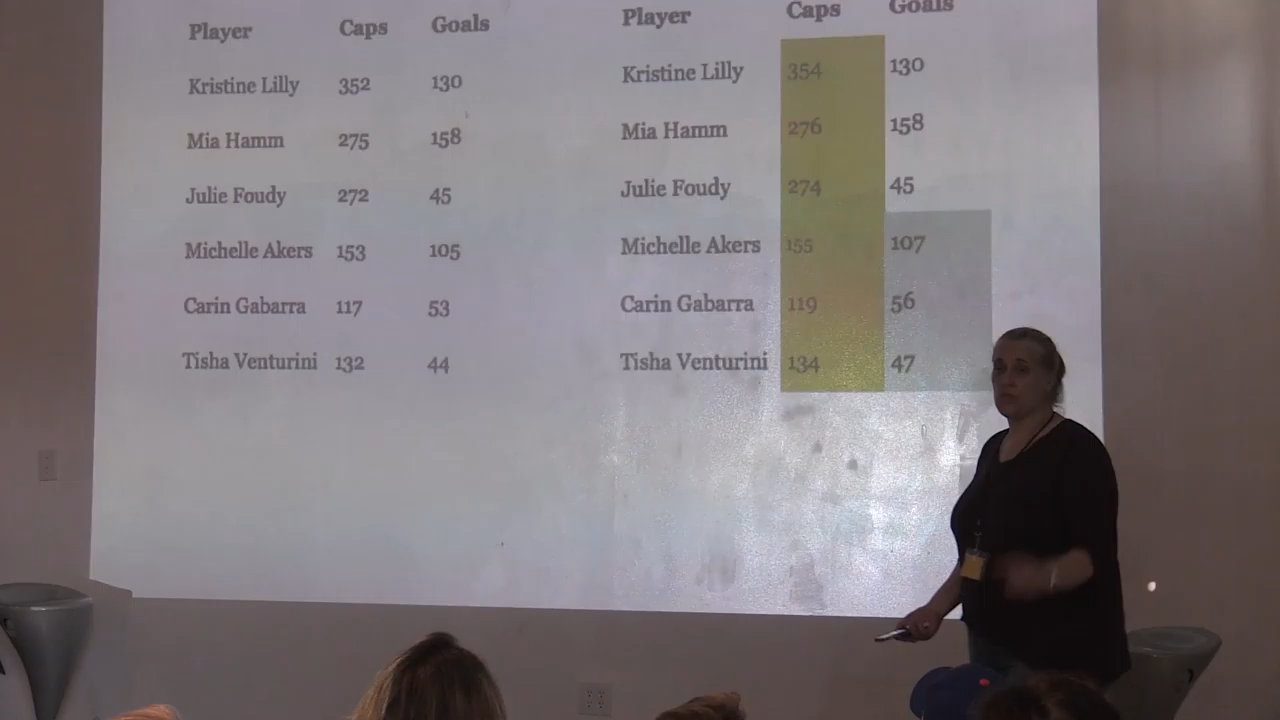 Player Caps Goals
Kristine Lilly 352 130
Mia Hamm 275 158
Julie Foudy 272 45
Michelle Akers 153 105
Carin Gabarra 117 53
Tisha Venturini 132 44
Player Caps Goals
Kristine Lilly 354 130
Mia Hamm 276 158
Julie Foudy 274 45
Michelle Akers 155 107
Carin Gabarra 119 56
Tisha Venturini 134 47